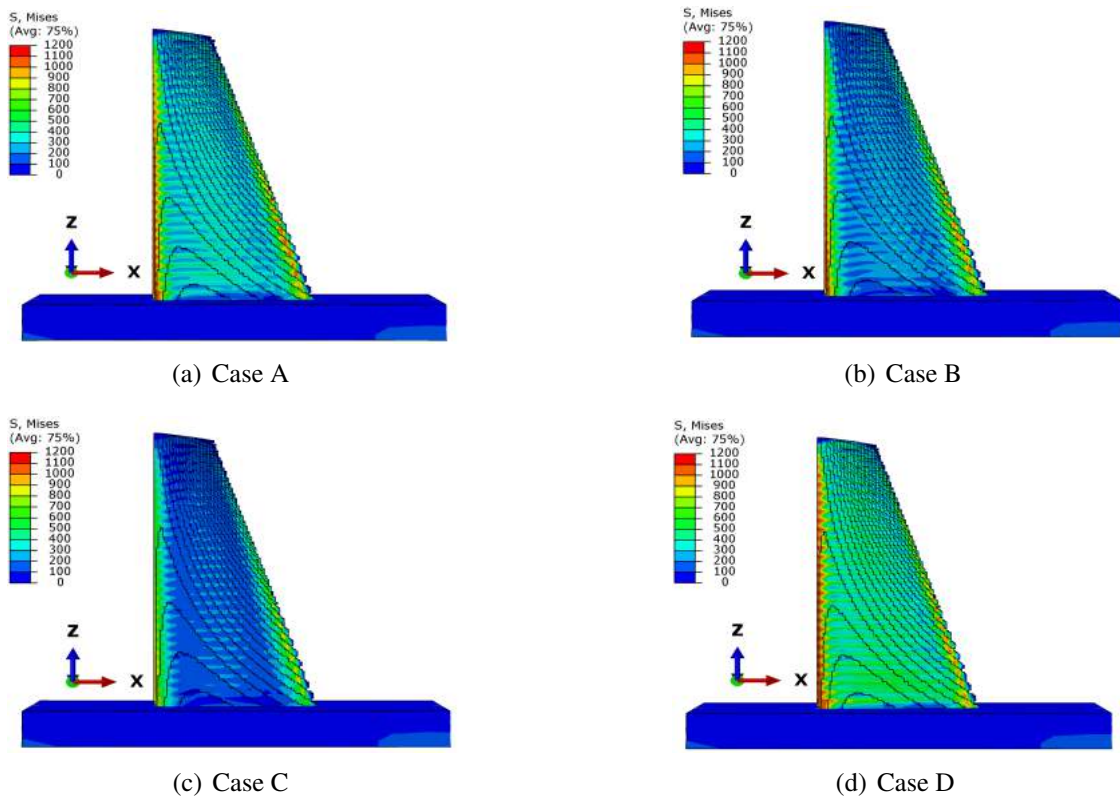 S, Mises
(Avg: 75%)
1200
1100
1000
900
800
700
600
500
400
300
200
100
0
Z
X
(a) Case A
S, Mises
(Avg: 75%)
1200
1100
1000
900
800
700
600
500
400
300
200
100
0
Z
X
(b) Case B
S, Mises
(Avg: 75%)
1200
1100
1000
900
800
700
600
500
400
300
200
100
0
Z
X
(c) Case C
S, Mises
(Avg: 75%)
1200
1100
1000
900
800
700
600
500
400
300
200
100
0
Z
X
(d) Case D